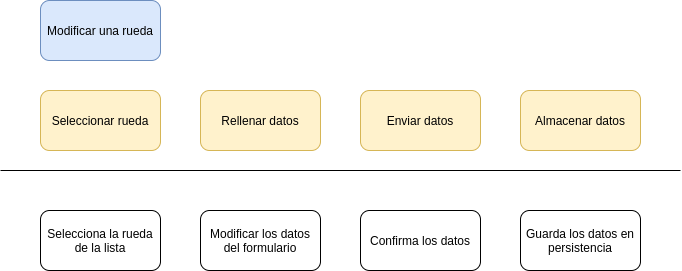 Modificar una rueda
Seleccionar rueda
Rellenar datos
Enviar datos
Almacenar datos
Selecciona la rueda
de la lista
Modificar los datos
del formulario
Confirma los datos
Guarda los datos en
persistencia